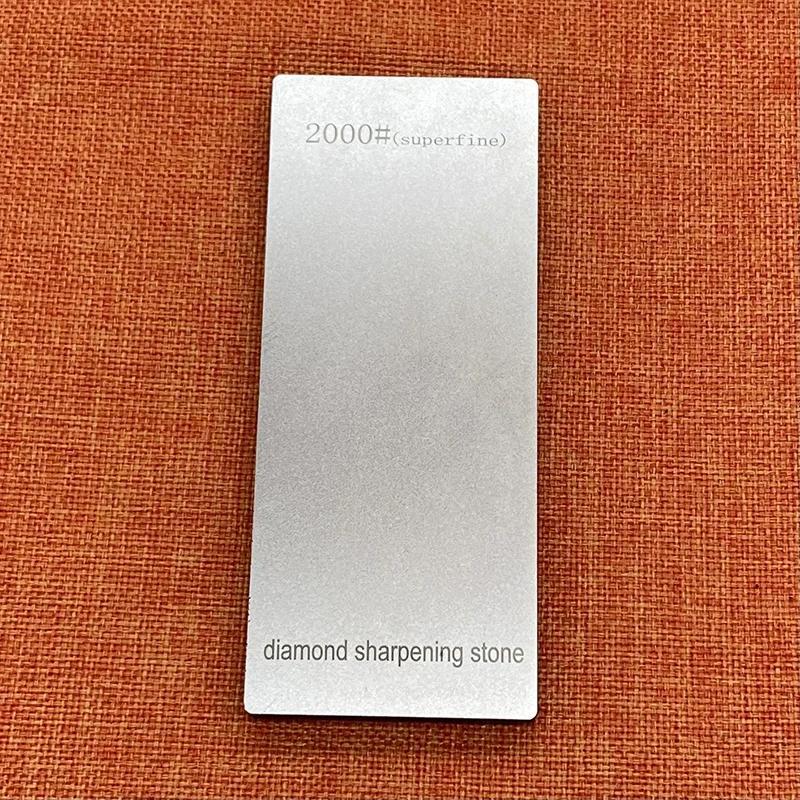 2000#(superfine)
diamond sharpening stone